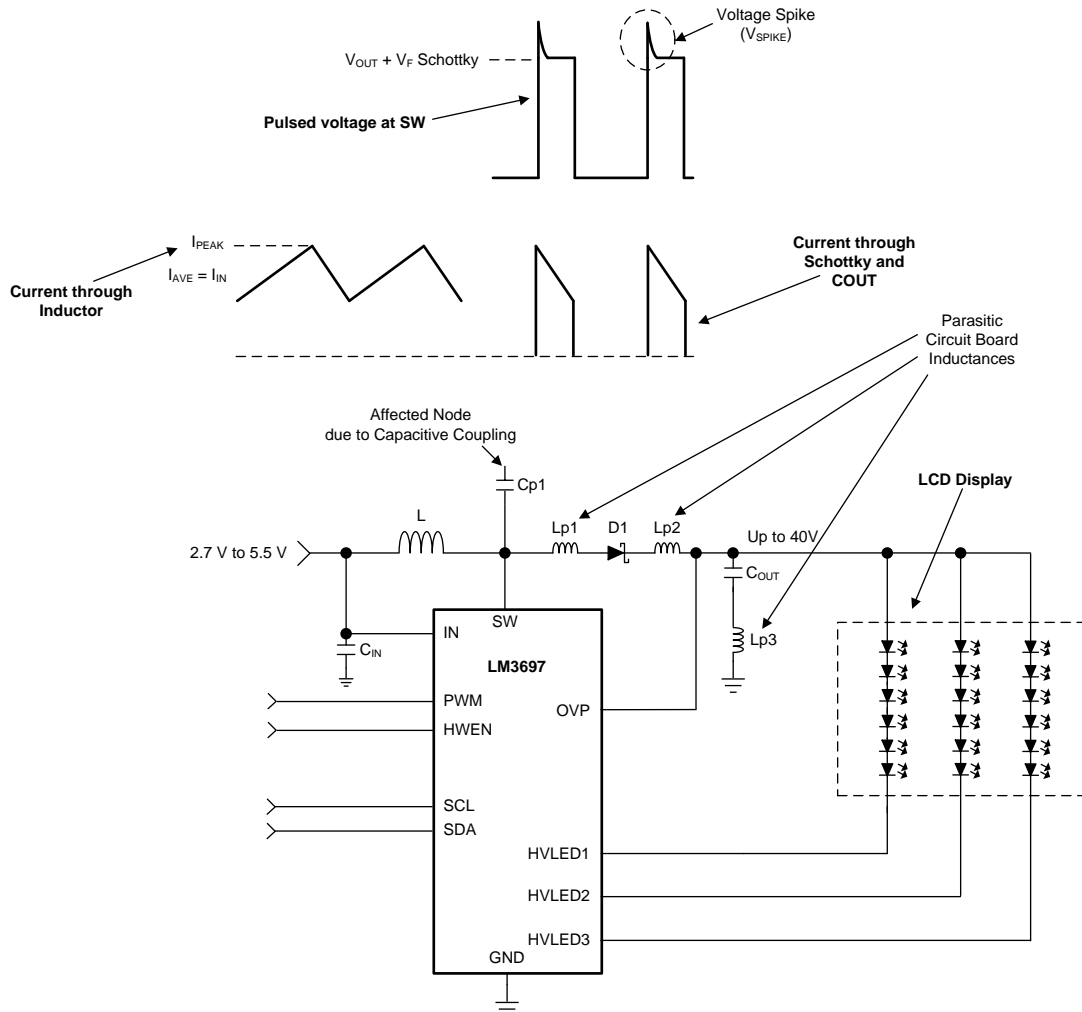 Voltage Spike
(VSPIKE)
VOUT + VF Schottky
Pulsed voltage at SW
IPEAK
IAVE = IIN
Current through
Inductor
Current through
Schottky and
COUT
Parasitic
Circuit Board
Inductances
Affected Node
due to Capacitive Coupling
Cp1
LCD Display
L
Lp1
D1
Lp2
Up to 40V
2.7 V to 5.5 V
COUT
SW
IN
CIN
LM3697
Lp3
PWM
OVP
HWEN
SCL
SDA
HVLED1
HVLED2
HVLED3
GND